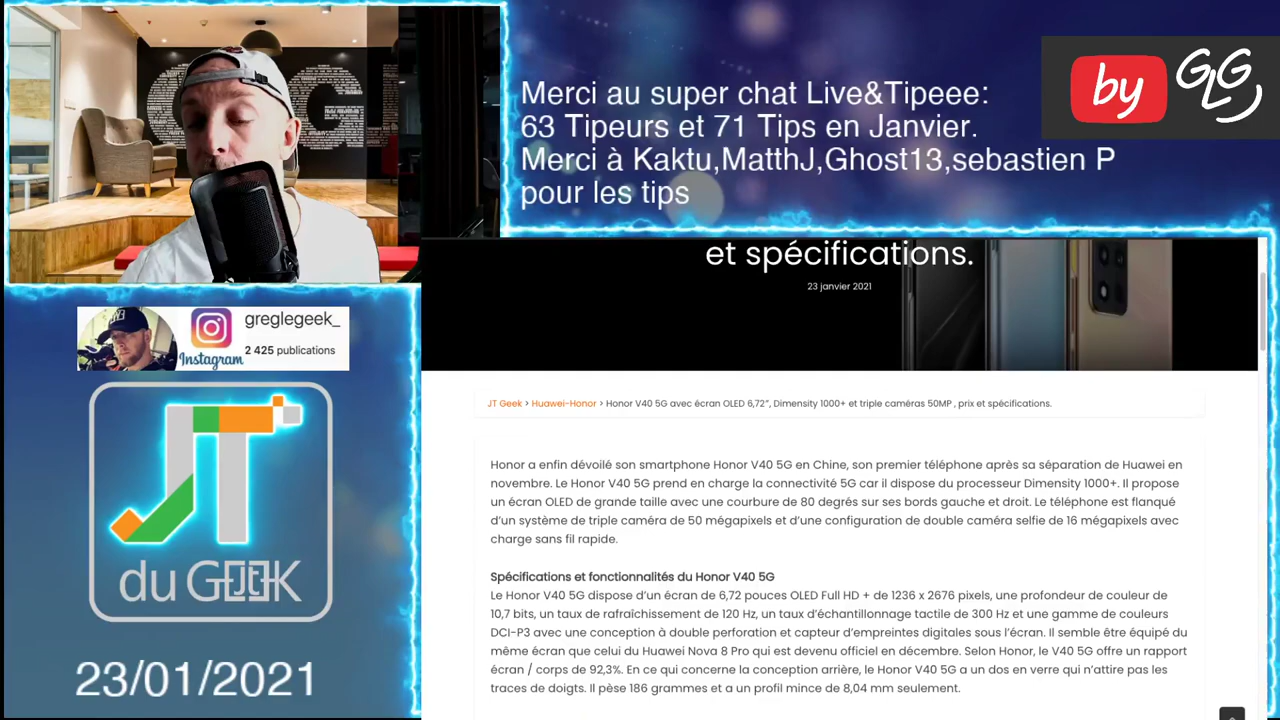 Merci au superchat Live&Tipeee:
63 Tipeurs et 71 Tips en Janvier.
Merci à Kaktu,MatthJ,Ghost13,sebastien P
pour les tips
by GLG
et spécifications.
23 janvier 2021
greglegeek_
Instagram
2 425 publications
JT
du GEEK
23/01/2021
JT Geek > Huawei-Honor > Honor V40 5G avec écran OLED 6,72″, Dimensity 1000+ et triple caméras 50MP , prix et spécifications.
Honor a enfin dévoilé son smartphone Honor V40 5G en Chine, son premier téléphone après sa séparation de Huawei en
novembre. Le Honor V40 5G prend en charge la connectivité 5G car il dispose du processeur Dimensity 1000+. Il propose
un écran OLED de grande taille avec une courbure de 80 degrés sur ses bords gauche et droit. Le téléphone est flanqué
d’un système de triple caméra de 50 mégapixels et d’une configuration de double caméra selfie de 16 mégapixels avec
charge sans fil rapide.
Spécifications et fonctionnalités du Honor V40 5G
Le Honor V40 5G dispose d’un écran de 6,72 pouces OLED Full HD + de 1236 x 2676 pixels, une profondeur de couleur de
10,7 bits, un taux de rafraîchissement de 120 Hz, un taux d’échantillonnage tactile de 300 Hz et une gamme de couleurs
DCI-P3 avec une conception à double perforation et capteur d’empreintes digitales sous l’écran. Il semble être équipé du
même écran que celui du Huawei Nova 8 Pro qui est devenu officiel en décembre. Selon Honor, le V40 5G offre un rapport
écran / corps de 92,3%. En ce qui concerne la conception arrière, le Honor V40 5G a un dos en verre qui n’attire pas les
traces de doigts. Il pèse 186 grammes et a un profil mince de 8,04 mm seulement.